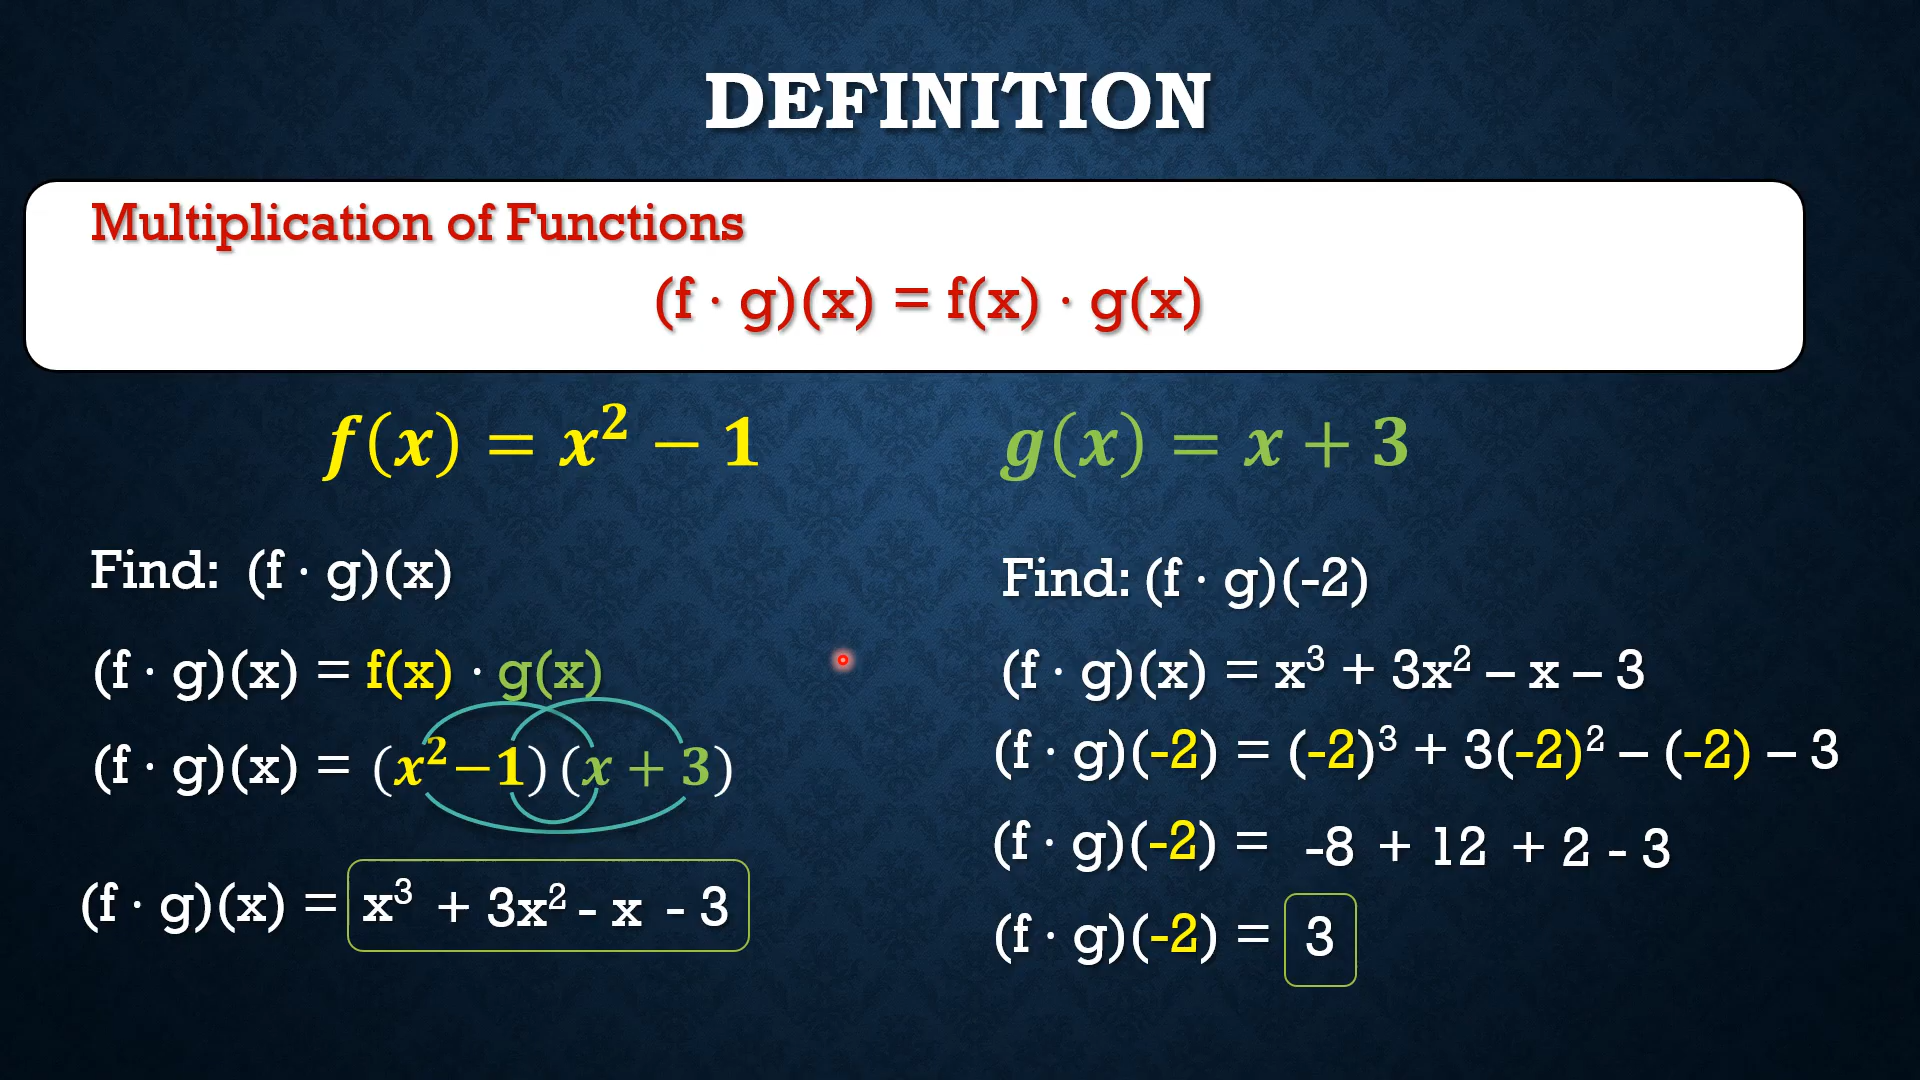 DEFINITION
Multiplication of Functions
(f · g)(x) = f(x) · g(x)
f(x) = x² − 1
g(x) = x + 3
Find: (f · g)(x)
(f · g)(x) = f(x) · g(x)
(f · g)(x) = (x²−1)(x + 3)
(f · g)(x) = x³ + 3x² - x - 3
Find: (f · g)(-2)
(f · g)(x) = x³ + 3x² – x – 3
(f · g)(-2) = (-2)³ + 3(-2)² – (-2) – 3
(f · g)(-2) = -8 + 12 + 2 - 3
(f · g)(-2) = 3